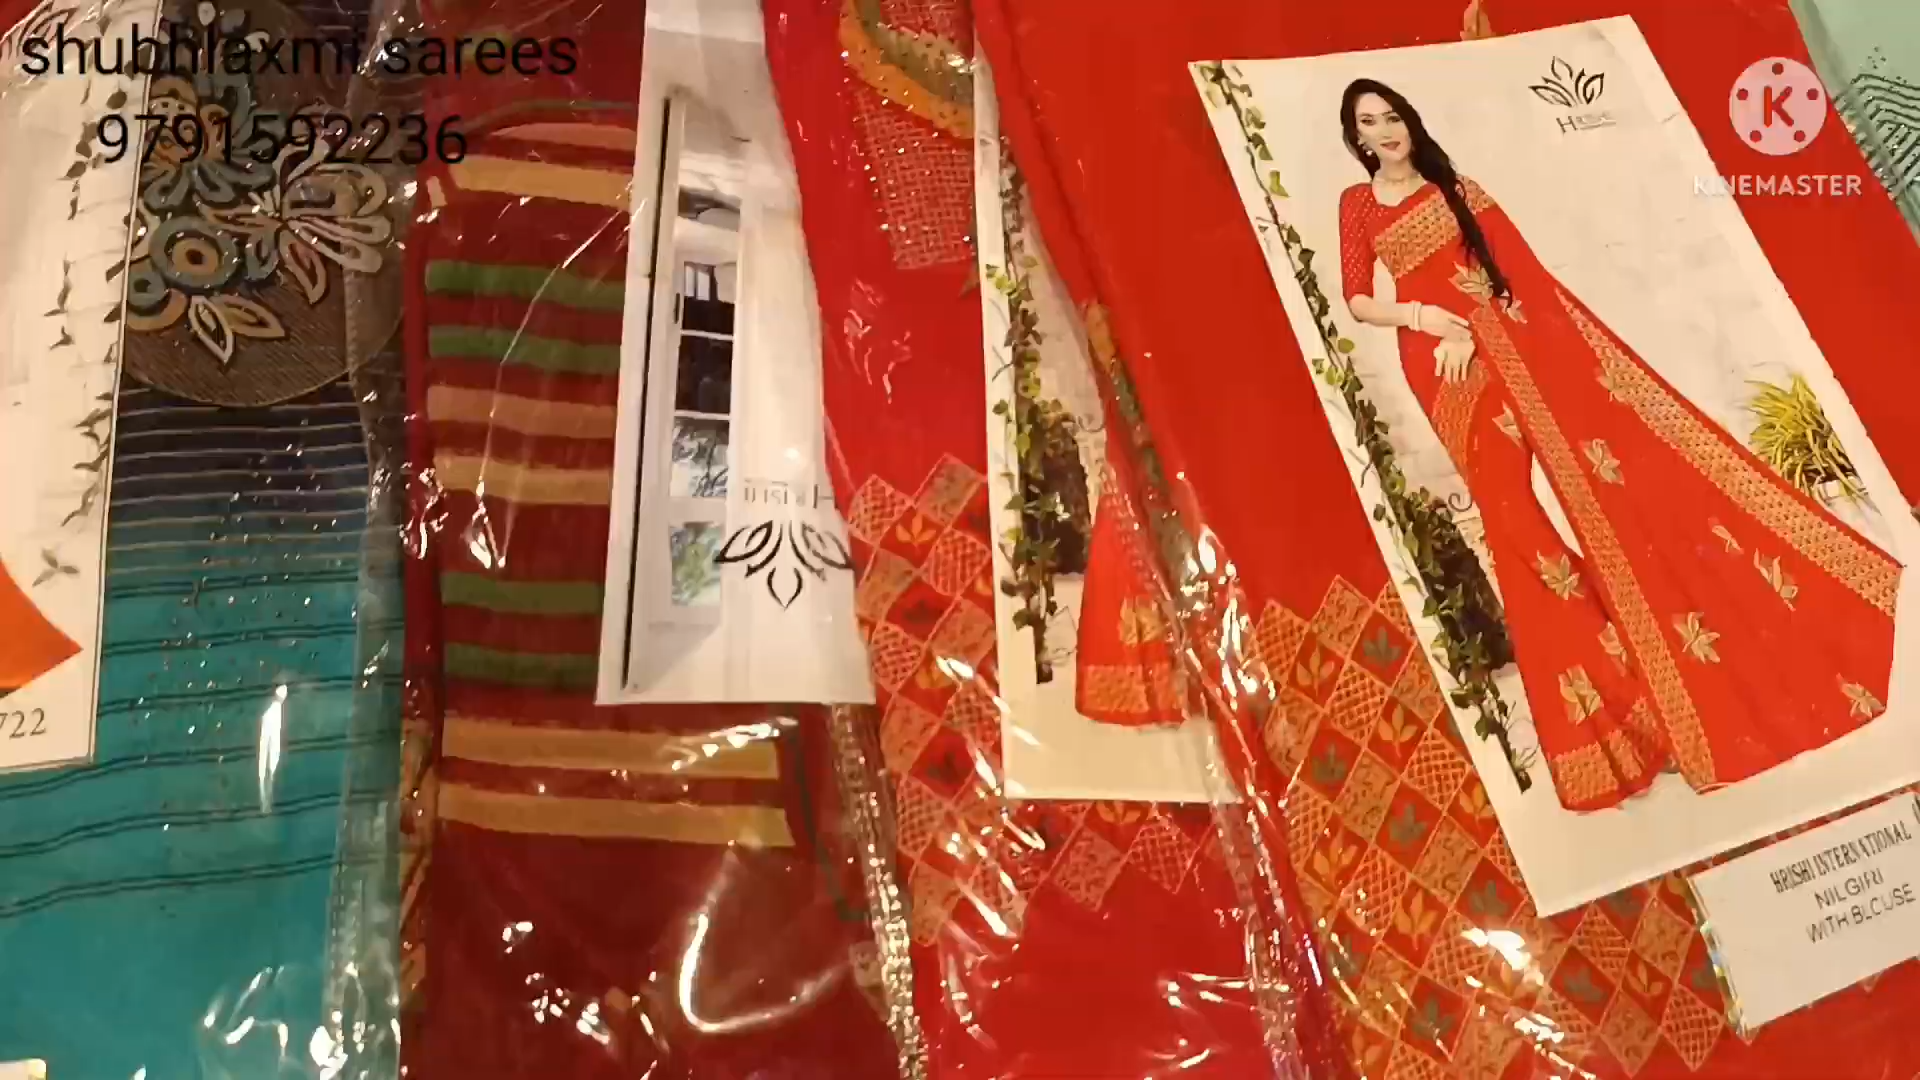 shubhlaxmi sarees
9791592236
KINEMASTER
722
HRISHI INTERNATIONAL
NILGIRI
WITH BLOUSE